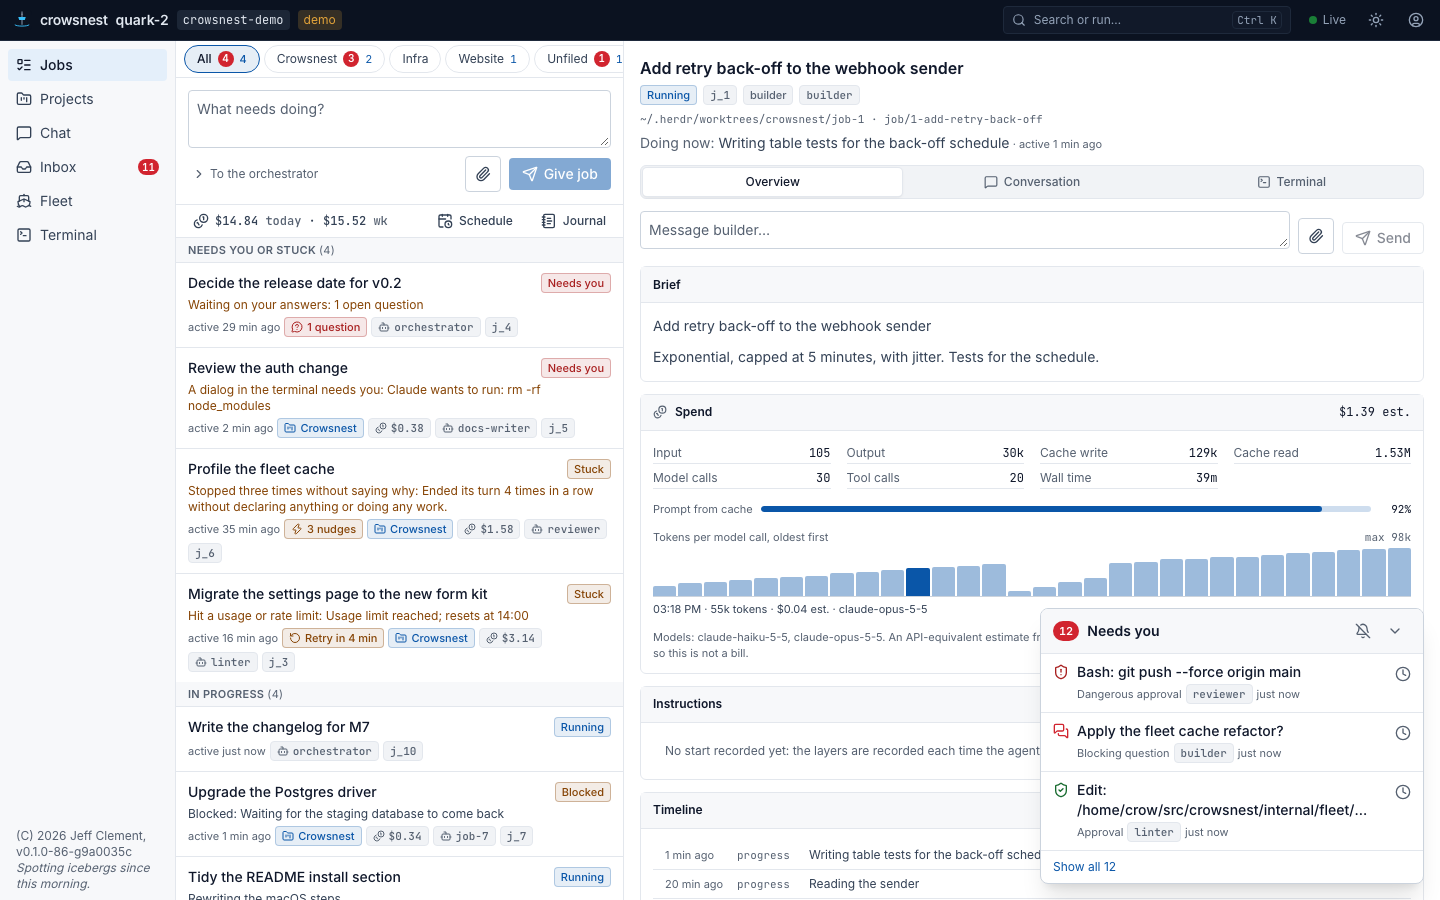 crowsnest quark-2 crowsnest-demo demo
Search or run... Ctrl K Live
Jobs
Projects
Chat
Inbox 11
Fleet
Terminal
(C) 2026 Jeff Clement,
v0.1.0-86-g9a0035c
Spotting icebergs since
this morning.
All 4 4 Crowsnest 3 2 Infra Website 1 Unfiled 1 1
What needs doing?
To the orchestrator Give job
$14.84 today · $15.52 wk Schedule Journal
NEEDS YOU OR STUCK (4)
Decide the release date for v0.2 Needs you
Waiting on your answers: 1 open question
active 29 min ago 1 question orchestrator j_4
Review the auth change Needs you
A dialog in the terminal needs you: Claude wants to run: rm -rf
node_modules
active 2 min ago Crowsnest $0.38 docs-writer j_5
Profile the fleet cache Stuck
Stopped three times without saying why: Ended its turn 4 times in a row
without declaring anything or doing any work.
active 35 min ago 3 nudges Crowsnest $1.58 reviewer
j_6
Migrate the settings page to the new form kit Stuck
Hit a usage or rate limit: Usage limit reached; resets at 14:00
active 16 min ago Retry in 4 min Crowsnest $3.14
linter j_3
IN PROGRESS (4)
Write the changelog for M7 Running
active just now orchestrator j_10
Upgrade the Postgres driver Blocked
Blocked: Waiting for the staging database to come back
active 1 min ago Crowsnest $0.34 job-7 j_7
Tidy the README install section Running
Rewriting the macOS steps
Add retry back-off to the webhook sender
Running j_1 builder builder
~/.herdr/worktrees/crowsnest/job-1 · job/1-add-retry-back-off
Doing now: Writing table tests for the back-off schedule · active 1 min ago
Overview Conversation Terminal
Message builder... Send
Brief
Add retry back-off to the webhook sender
Exponential, capped at 5 minutes, with jitter. Tests for the schedule.
Spend $1.39 est.
Input 105 Output 30k Cache write 129k Cache read 1.53M
Model calls 30 Tool calls 20 Wall time 39m
Prompt from cache 92%
Tokens per model call, oldest first max 98k
03:18 PM · 55k tokens · $0.04 est. · claude-opus-5-5
Models: claude-haiku-5-5, claude-opus-5-5. An API-equivalent estimate
so this is not a bill.
Instructions
No start recorded yet: the layers are recorded each time the agent
Timeline
1 min ago progress Writing table tests for the back-off
20 min ago progress Reading the sender
12 Needs you
Bash: git push --force origin main
Dangerous approval reviewer just now
Apply the fleet cache refactor?
Blocking question builder just now
Edit:
/home/crow/src/crowsnest/internal/fleet/...
Approval linter just now
Show all 12